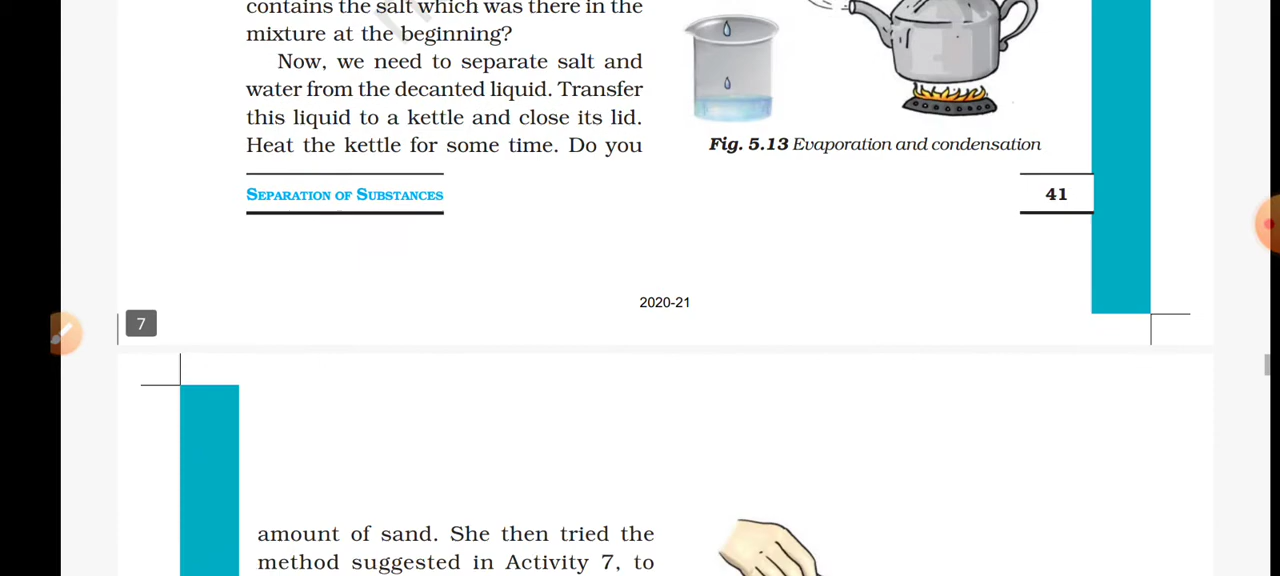 contains the salt which was there in the
mixture at the beginning?
Now, we need to separate salt and
water from the decanted liquid. Transfer
this liquid to a kettle and close its lid.
Heat the kettle for some time. Do you
Fig. 5.13 Evaporation and condensation
SEPARATION OF SUBSTANCES
41
2020-21
7
amount of sand. She then tried the
method suggested in Activity 7, to